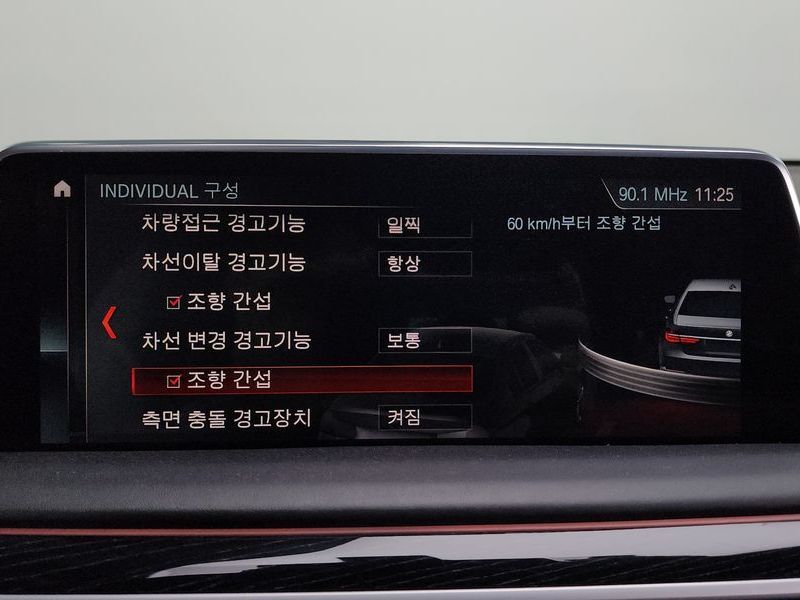 INDIVIDUAL 구성
90.1 MHz 11:25
차량접근 경고기능 일찍
60 km/h부터 조향 간섭
차선이탈 경고기능 항상
조향 간섭
차선 변경 경고기능 보통
조향 간섭
측면 충돌 경고장치 켜짐